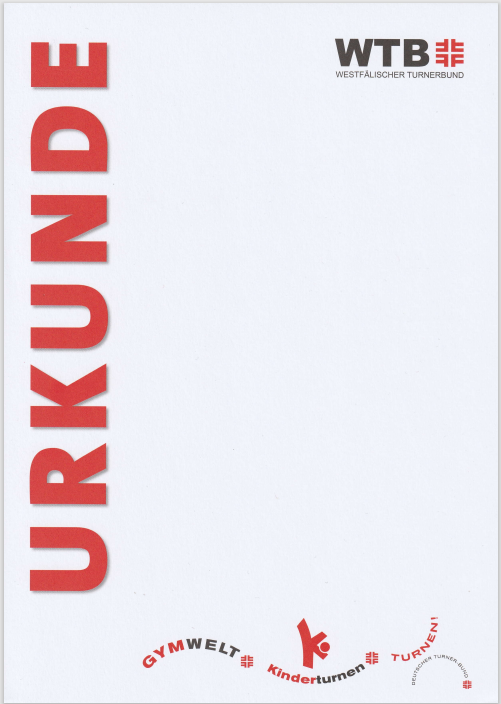 URKUNDE
WTB
WESTFÄLISCHER TURNERBUND
GYMWELT
Kinderturnen
TURNEN!
DEUTSCHER TURNER-BUND